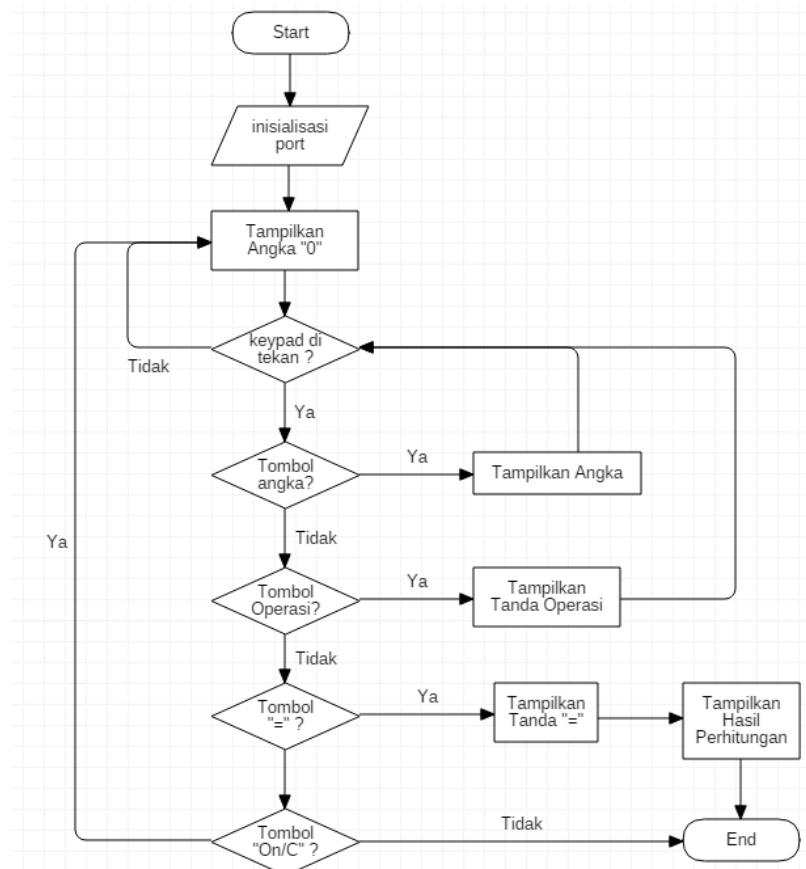 Start
inisialisasi
port
Tampilkan
Angka "0"
keypad di
tekan ?
Tidak
Ya
Tombol
angka?
Ya
Tampilkan Angka
Tidak
Ya
Tombol
Operasi?
Ya
Tampilkan
Tanda Operasi
Tidak
Tombol
"=" ?
Ya
Tampilkan
Tanda "="
Tampilkan
Hasil
Perhitungan
Tombol
"On/C" ?
Tidak
End